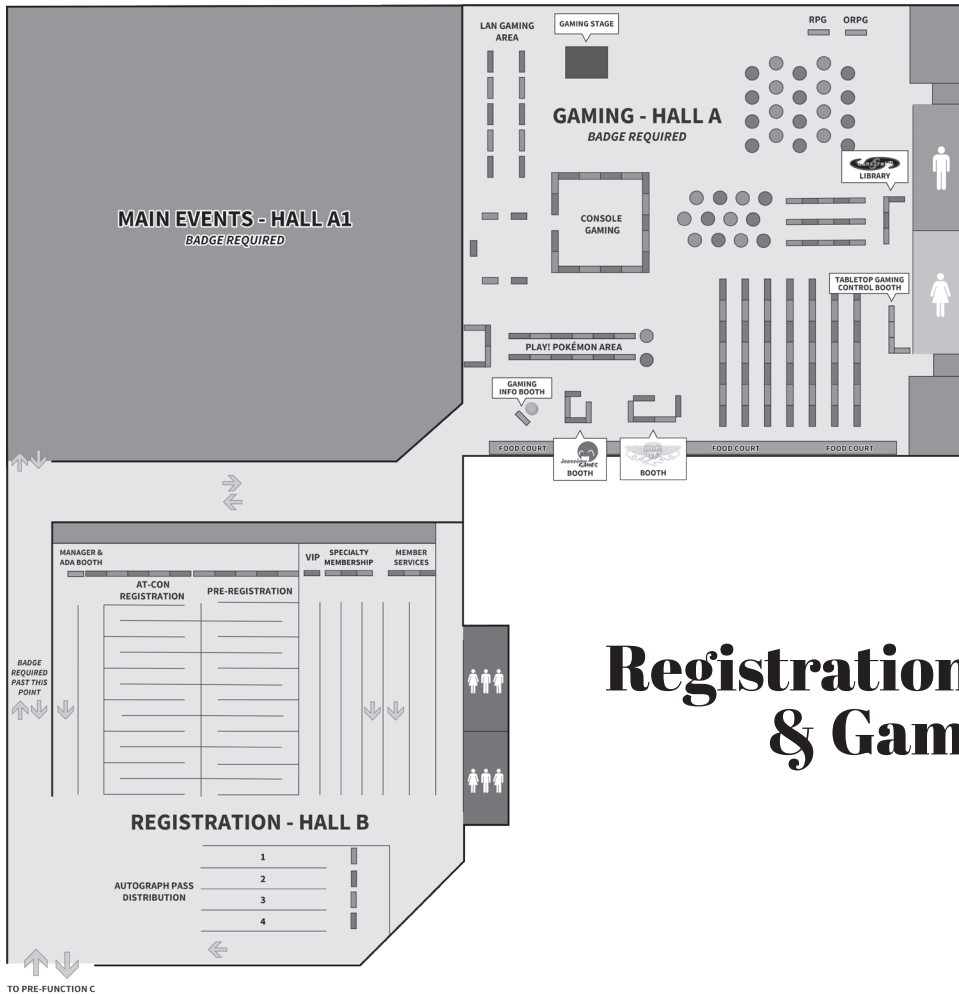 LAN GAMING
AREA
GAMING STAGE
RPG
ORPG
GAMING - HALL A
BADGE REQUIRED
LIBRARY
MAIN EVENTS - HALL A1
BADGE REQUIRED
CONSOLE
GAMING
TABLETOP GAMING
CONTROL BOOTH
PLAY! POKÉMON AREA
GAMING
INFO BOOTH
FOOD COURT
GAMES
BOOTH
BOOTH
FOOD COURT
FOOD COURT
MANAGER &
ADA BOOTH
VIP
SPECIALTY
MEMBERSHIP
MEMBER
SERVICES
AT-CON
REGISTRATION
PRE-REGISTRATION
BADGE
REQUIRED
PAST THIS
POINT
Registration
& Gam
REGISTRATION - HALL B
AUTOGRAPH PASS
DISTRIBUTION
1
2
3
4
TO PRE-FUNCTION C